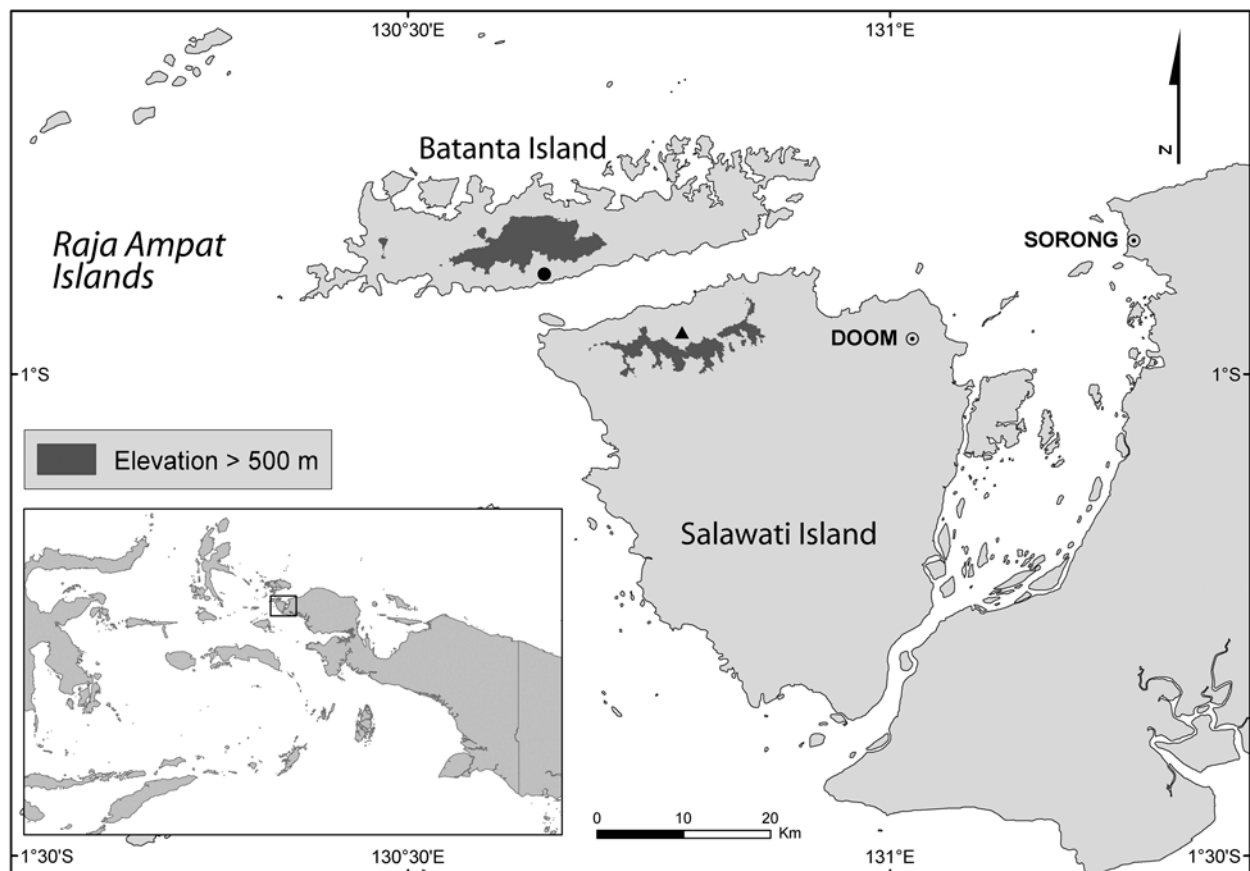 130°30'E
131°E
Batanta Island
N
Raja Ampat
Islands
SORONG
DOOM
1°S
1°S
Elevation > 500 m
Salawati Island
0
10
20
Km
1°30'S
130°30'E
131°E
1°30'S